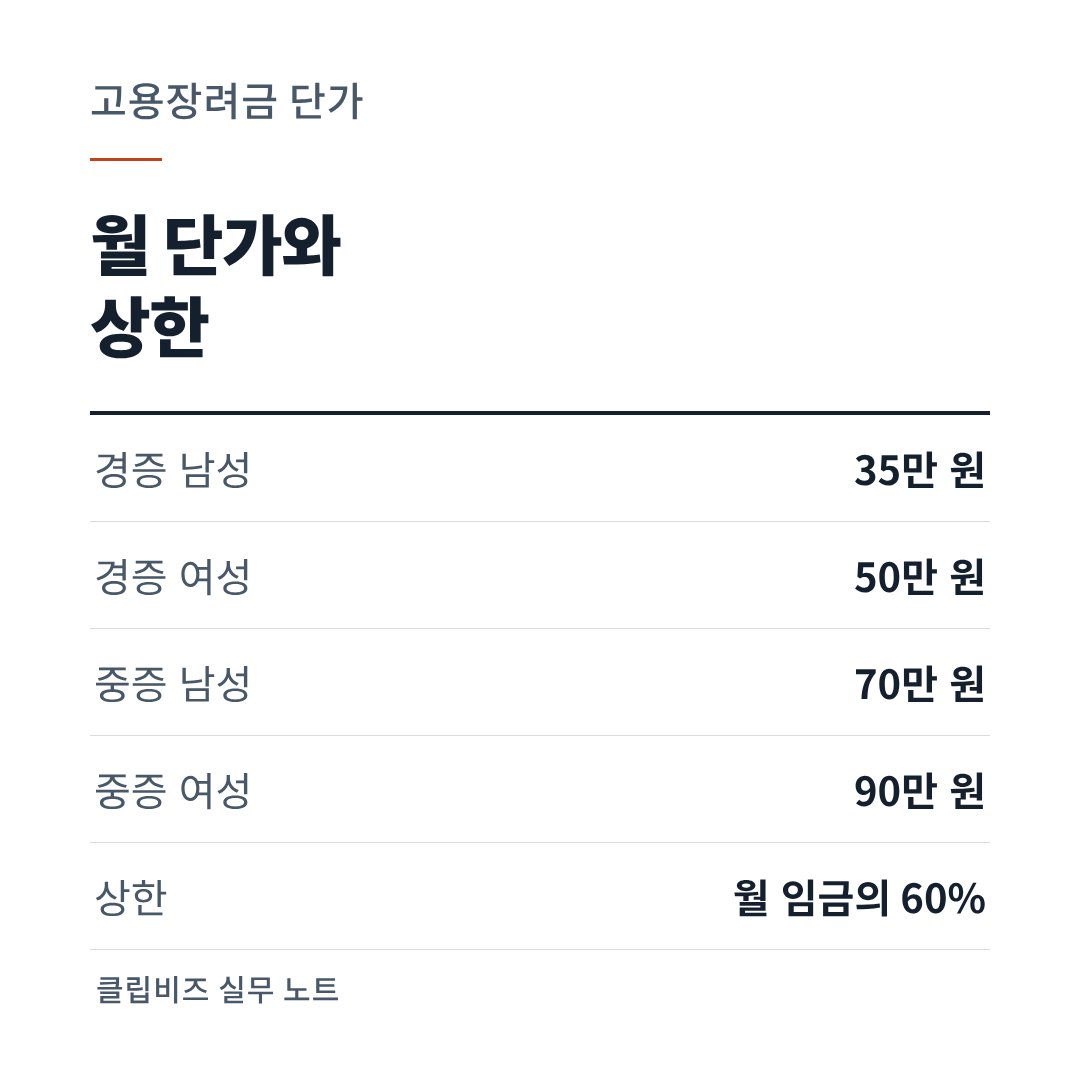 고용장려금 단가
월 단가와
상한
경증 남성 35만 원
경증 여성 50만 원
중증 남성 70만 원
중증 여성 90만 원
상한 월 임금의 60%
클립비즈 실무 노트